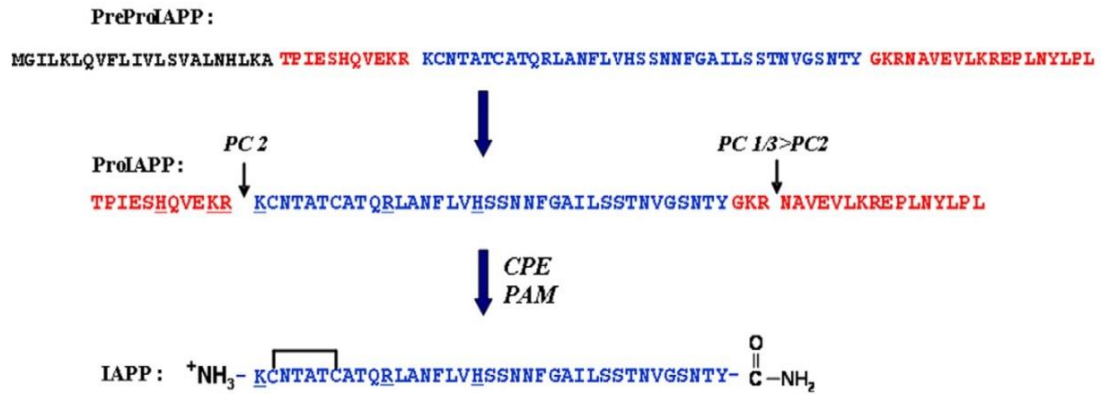 PreProIAPP:
MGILKLQVFLIVLSVALNHLKA TPIESHQVEKR KCNTATCATQRLANFLVHSSNNFGAILSSTNVGSNTY GKRNAVEVLKREPLNYLPL
PC 2 PC 1/3>PC2
ProIAPP:
TPIESHQVEKR KCNTATCATQRLANFLVHSSNNFGAILSSTNVGSNTY GKR NAVEVLKREPLNYLPL
CPE
PAM
IAPP: +NH3- KCNTATCATQRLANFLVHSSNNFGAILSSTNVGSNTY- C-NH2
O